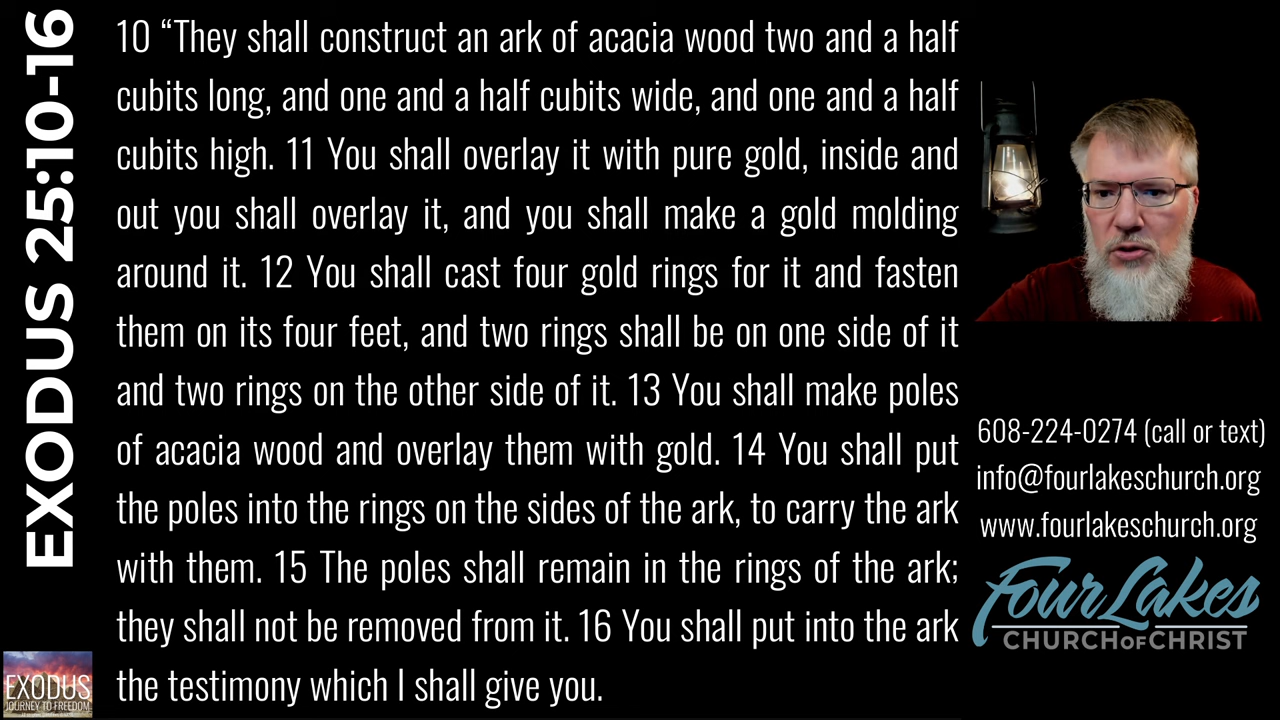 EXODUS 25:10-16
10 “They shall construct an ark of acacia wood two and a half
cubits long, and one and a half cubits wide, and one and a half
cubits high. 11 You shall overlay it with pure gold, inside and
out you shall overlay it, and you shall make a gold molding
around it. 12 You shall cast four gold rings for it and fasten
them on its four feet, and two rings shall be on one side of it
and two rings on the other side of it. 13 You shall make poles
of acacia wood and overlay them with gold. 14 You shall put
the poles into the rings on the sides of the ark, to carry the ark
with them. 15 The poles shall remain in the rings of the ark;
they shall not be removed from it. 16 You shall put into the ark
the testimony which I shall give you.
608-224-0274 (call or text)
info@fourlakeschurch.org
www.fourlakeschurch.org
Four Lakes
CHURCH OF CHRIST
EXODUS
JOURNEY TO FREEDOM